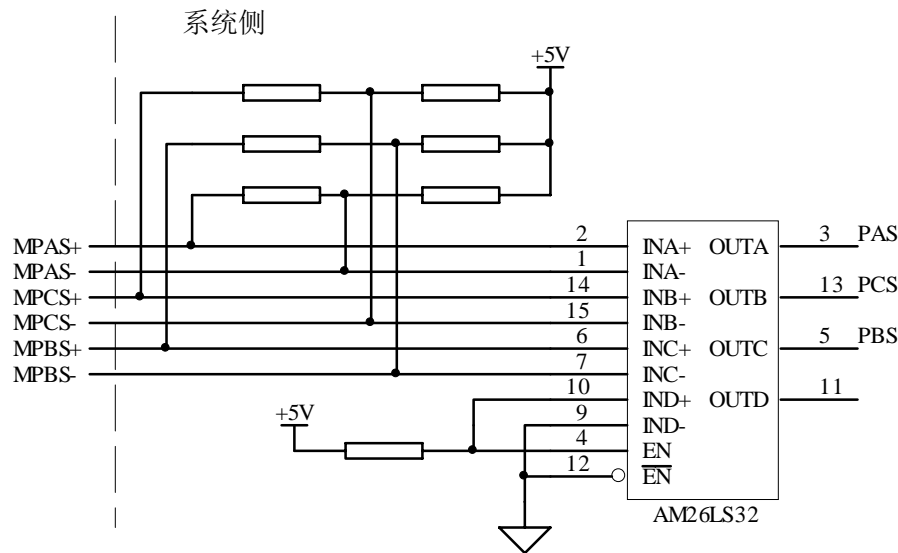 系统侧
+5V
MPAS+ 2 INA+ OUTA 3 PAS
MPAS- 1 INA-
MPCS+ 14 INB+ OUTB 13 PCS
MPCS- 15 INB-
MPBS+ 6 INC+ OUTC 5 PBS
MPBS- 7 INC-
10 IND+ OUTD 11
+5V 9 IND-
4 EN
12 EN
AM26LS32